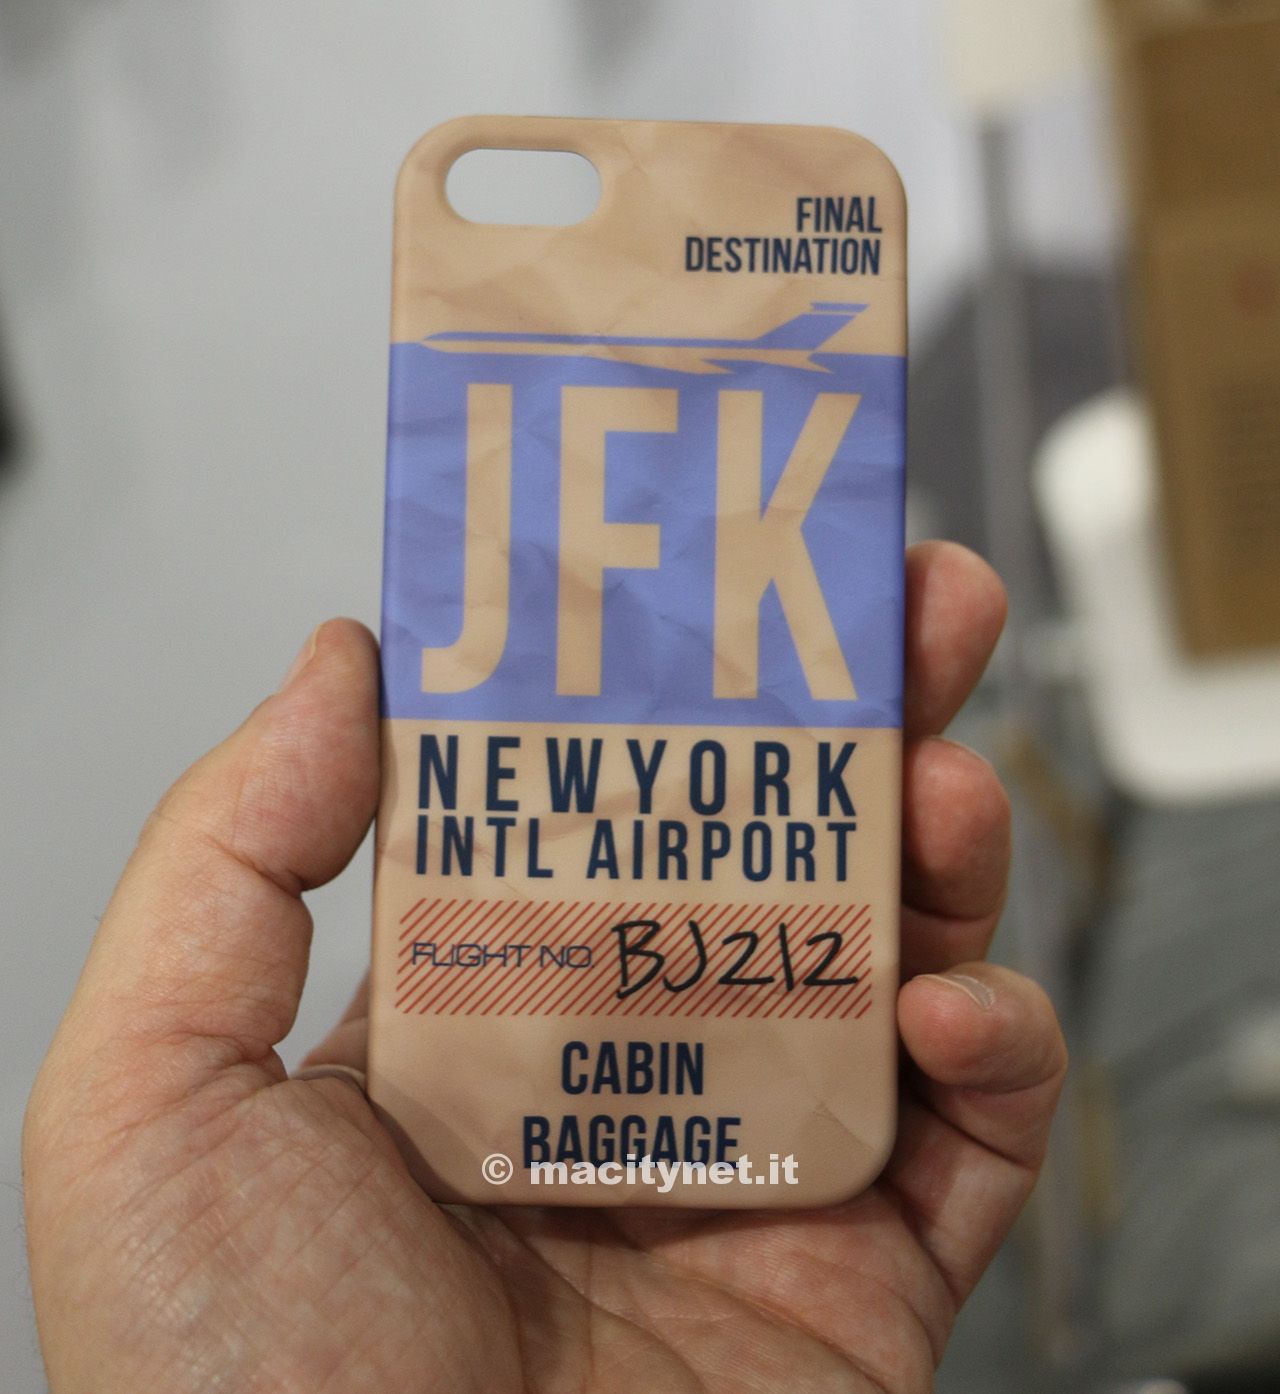 FINAL
DESTINATION
JFK
NEWYORK
INTL AIRPORT
FLIGHT NO. BJ212
CABIN
BAGGAGE
© macitynet.it